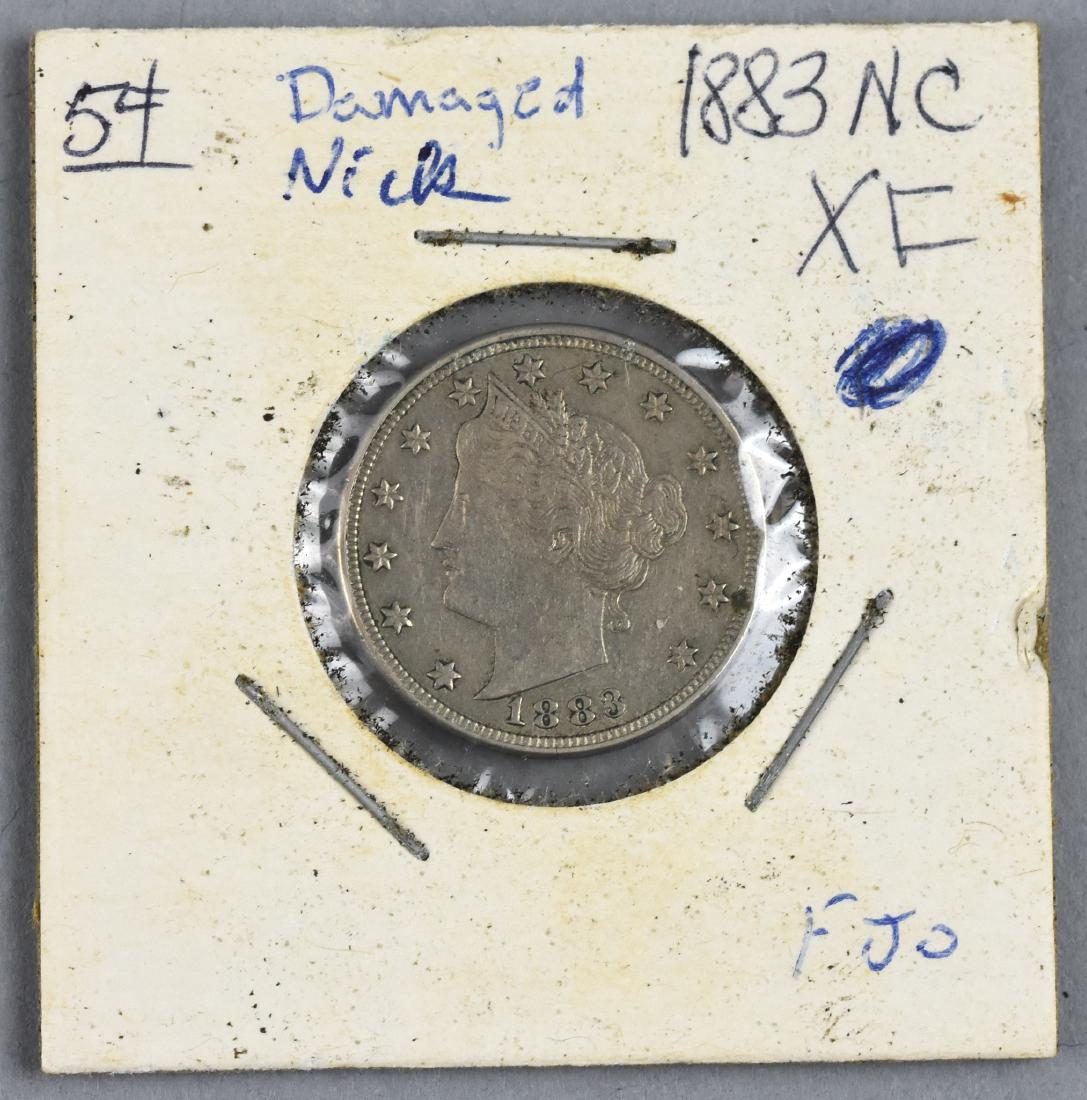 5¢
Damaged
Nick
1883 NC
XF
LIBERTY
1883
FJO